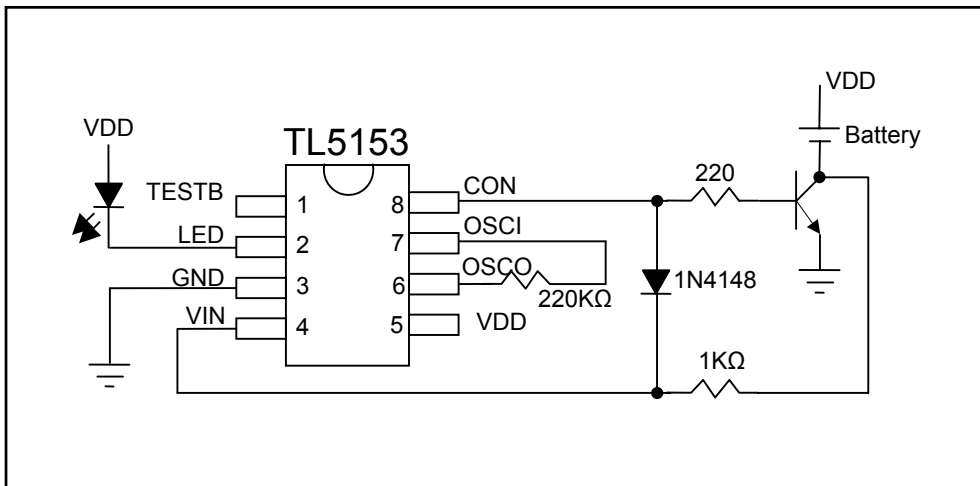 VDD
TL5153
VDD
Battery
TESTB
1
8
CON
220
LED
2
7
OSCI
GND
3
6
OSCO
220KΩ
1N4148
VIN
4
5
VDD
1KΩ